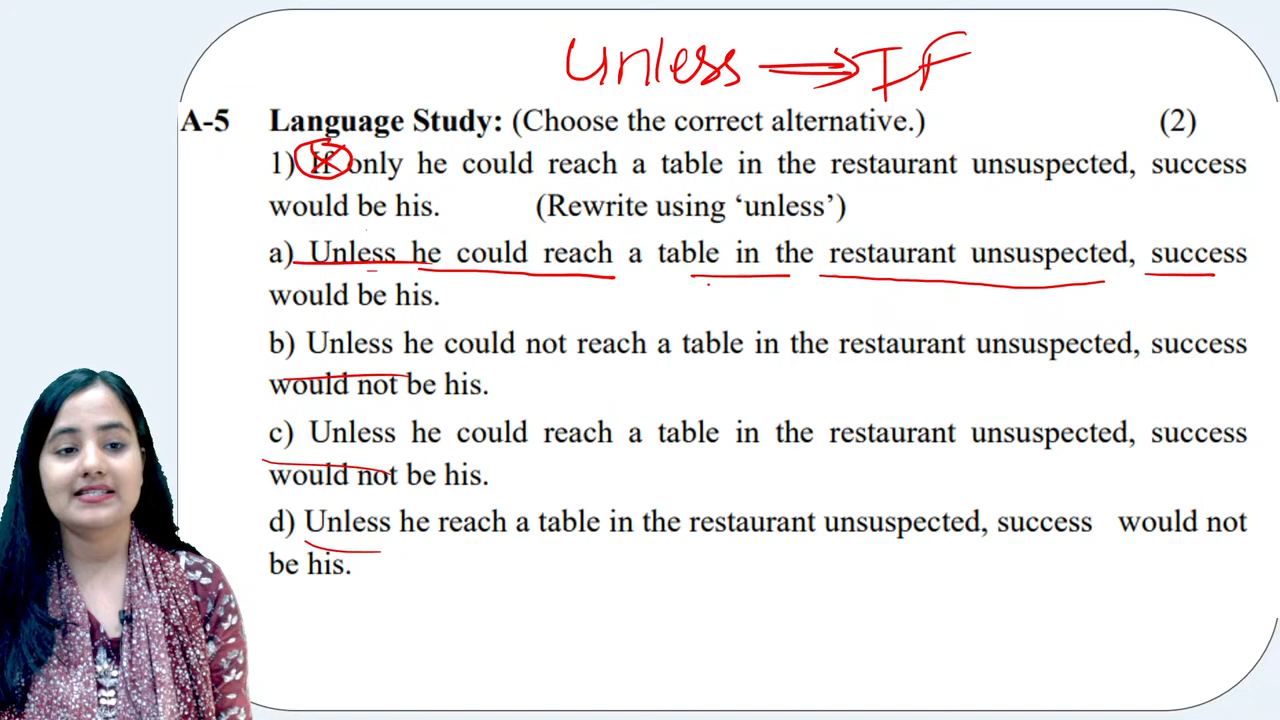 Unless ⟹ IF
A-5 Language Study: (Choose the correct alternative.) (2)
1) If only he could reach a table in the restaurant unsuspected, success
would be his. (Rewrite using ‘unless’)
a) Unless he could reach a table in the restaurant unsuspected, success
would be his.
b) Unless he could not reach a table in the restaurant unsuspected, success
would not be his.
c) Unless he could reach a table in the restaurant unsuspected, success
would not be his.
d) Unless he reach a table in the restaurant unsuspected, success would not
be his.